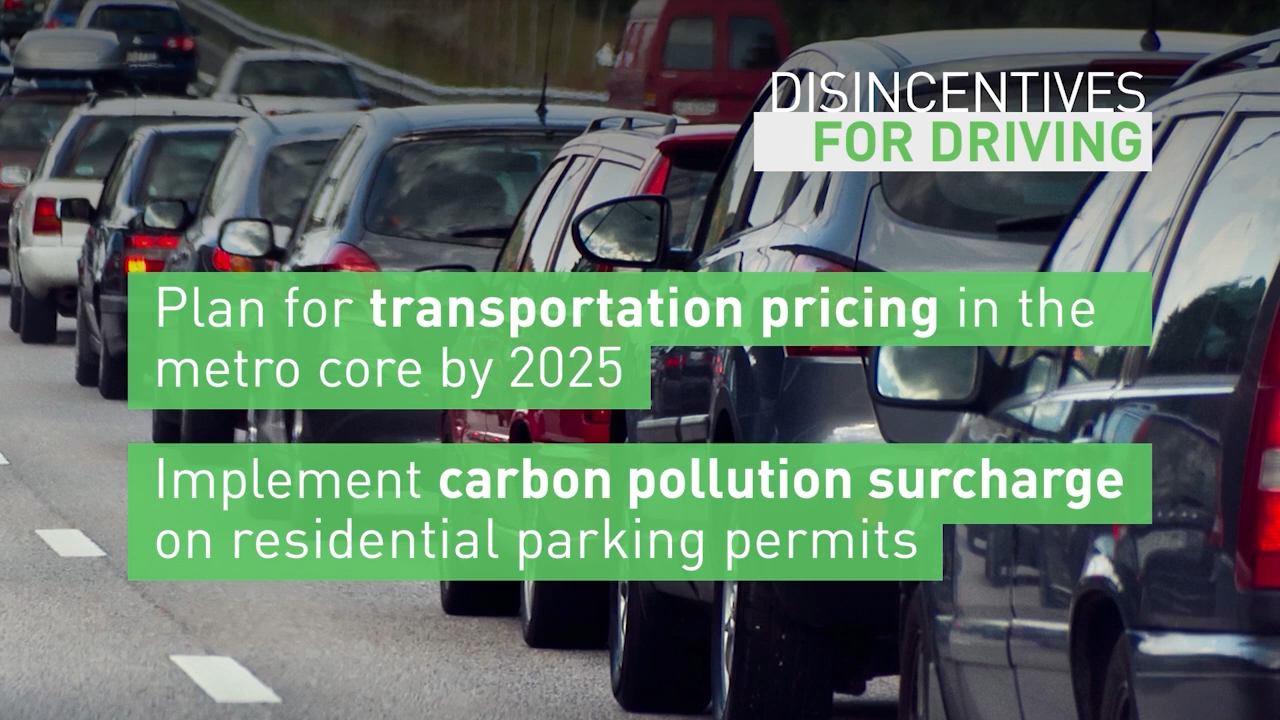 DISINCENTIVES
FOR DRIVING
Plan for transportation pricing in the
metro core by 2025
Implement carbon pollution surcharge
on residential parking permits